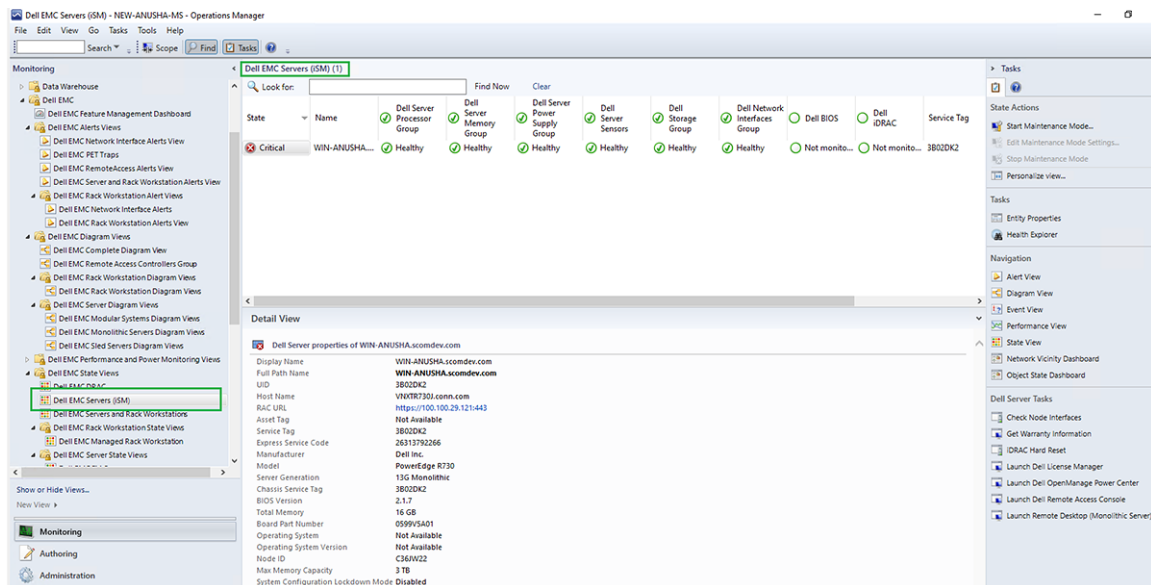 Dell EMC Servers (iSM) - NEW-ANUSHA-MS - Operations Manager
File Edit View Go Tasks Tools Help
Search Scope Find Tasks
Monitoring
Data Warehouse
Dell EMC
Dell EMC Feature Management Dashboard
Dell EMC Alerts Views
Dell EMC Network Interface Alerts View
Dell EMC PET Traps
Dell EMC RemoteAccess Alerts View
Dell EMC Server and Rack Workstation Alerts View
Dell EMC Rack Workstation Alert Views
Dell EMC Network Interface Alerts
Dell EMC Rack Workstation Alerts View
Dell EMC Diagram Views
Dell EMC Complete Diagram View
Dell EMC Remote Access Controllers Group
Dell EMC Rack Workstation Diagram Views
Dell EMC Rack Workstation Diagram Views
Dell EMC Server Diagram Views
Dell EMC Modular Systems Diagram Views
Dell EMC Monolithic Servers Diagram Views
Dell EMC Sled Servers Diagram Views
Dell EMC Performance and Power Monitoring Views
Dell EMC State Views
Dell EMC DRAC
Dell EMC Servers (iSM)
Dell EMC Servers and Rack Workstations
Dell EMC Rack Workstation State Views
Dell EMC Managed Rack Workstation
Dell EMC Server State Views
Show or Hide Views...
New View
Monitoring
Authoring
Administration
Dell EMC Servers (iSM) (1)
Look for: Find Now Clear
State Name Dell Server Processor Group Dell Server Memory Group Dell Server Power Supply Group Dell Server Sensors Dell Storage Group Dell Network Interfaces Group Dell BIOS Dell iDRAC Service Tag
Critical WIN-ANUSHA.... Healthy Healthy Healthy Healthy Healthy Healthy Not monito... Not monito... 3B02DK2
Detail View
Dell Server properties of WIN-ANUSHA.scomdev.com
Display Name WIN-ANUSHA.scomdev.com
Full Path Name WIN-ANUSHA.scomdev.com
UID 3B02DK2
Host Name VNXTR730J.conn.com
RAC URL https://100.100.29.121:443
Asset Tag Not Available
Service Tag 3B02DK2
Express Service Code 26313792266
Manufacturer Dell Inc.
Model PowerEdge R730
Server Generation 13G Monolithic
Chassis Service Tag 3B02DK2
BIOS Version 2.1.7
Total Memory 16 GB
Board Part Number 0599V5A01
Operating System Not Available
Operating System Version Not Available
Node ID C36JW22
Max Memory Capacity 3 TB
System Configuration Lockdown Mode Disabled
Tasks
State Actions
Start Maintenance Mode...
Edit Maintenance Mode Settings...
Stop Maintenance Mode
Personalize view...
Tasks
Entity Properties
Health Explorer
Navigation
Alert View
Diagram View
Event View
Performance View
State View
Network Vicinity Dashboard
Object State Dashboard
Dell Server Tasks
Check Node Interfaces
Get Warranty Information
iDRAC Hard Reset
Launch Dell License Manager
Launch Dell OpenManage Power Center
Launch Dell Remote Access Console
Launch Remote Desktop (Monolithic Server)